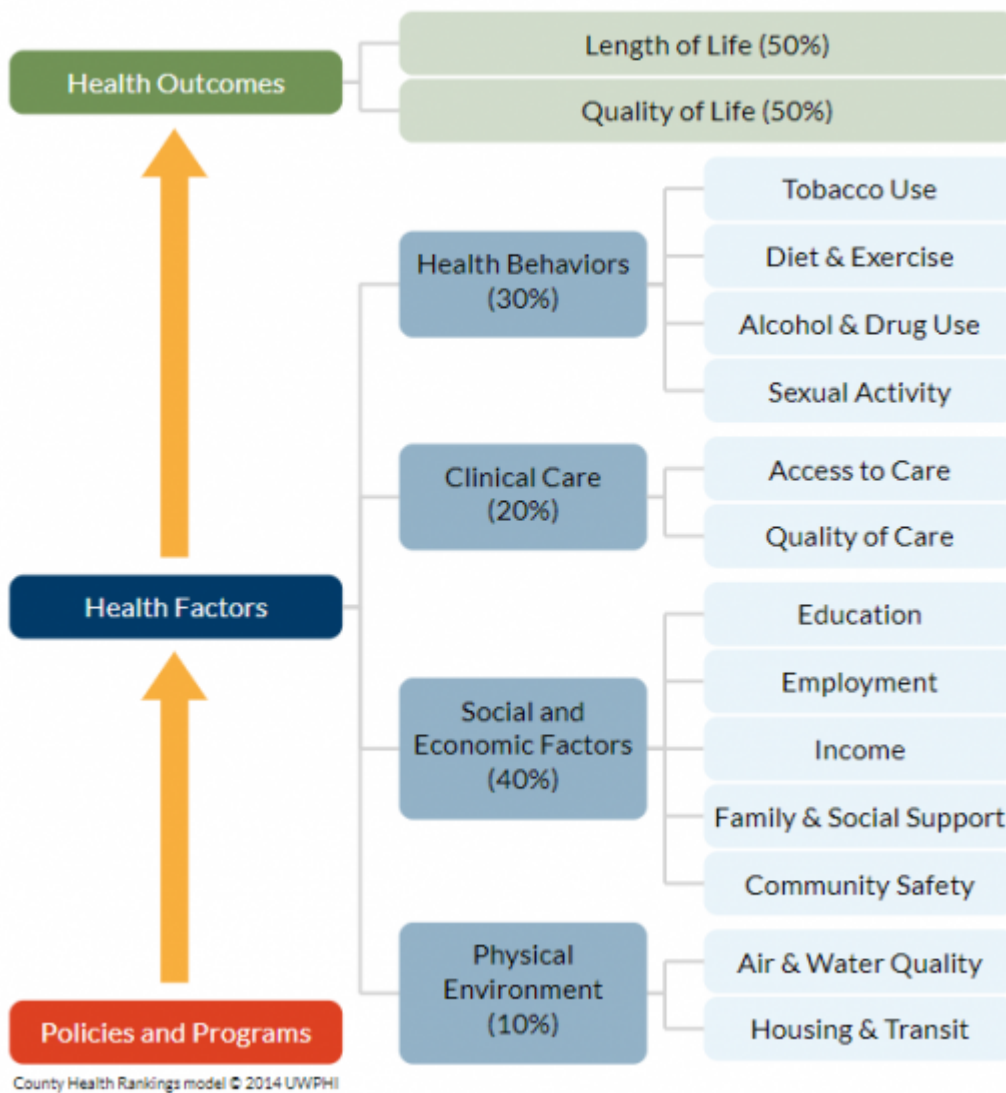 Health Outcomes
Length of Life (50%)
Quality of Life (50%)
Health Factors
Health Behaviors
(30%)
Tobacco Use
Diet & Exercise
Alcohol & Drug Use
Sexual Activity
Clinical Care
(20%)
Access to Care
Quality of Care
Social and
Economic Factors
(40%)
Education
Employment
Income
Family & Social Support
Community Safety
Physical
Environment
(10%)
Air & Water Quality
Housing & Transit
Policies and Programs
County Health Rankings model © 2014 UWPHI